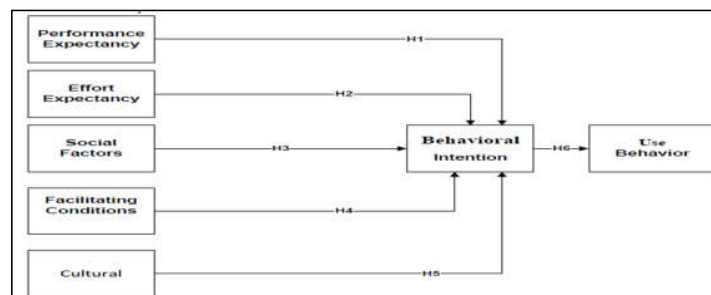 Performance
Expectancy
H1
Effort
Expectancy
H2
Social
Factors
H3
Behavioral
Intention
H6
Use
Behavior
Facilitating
Conditions
H4
Cultural
H5